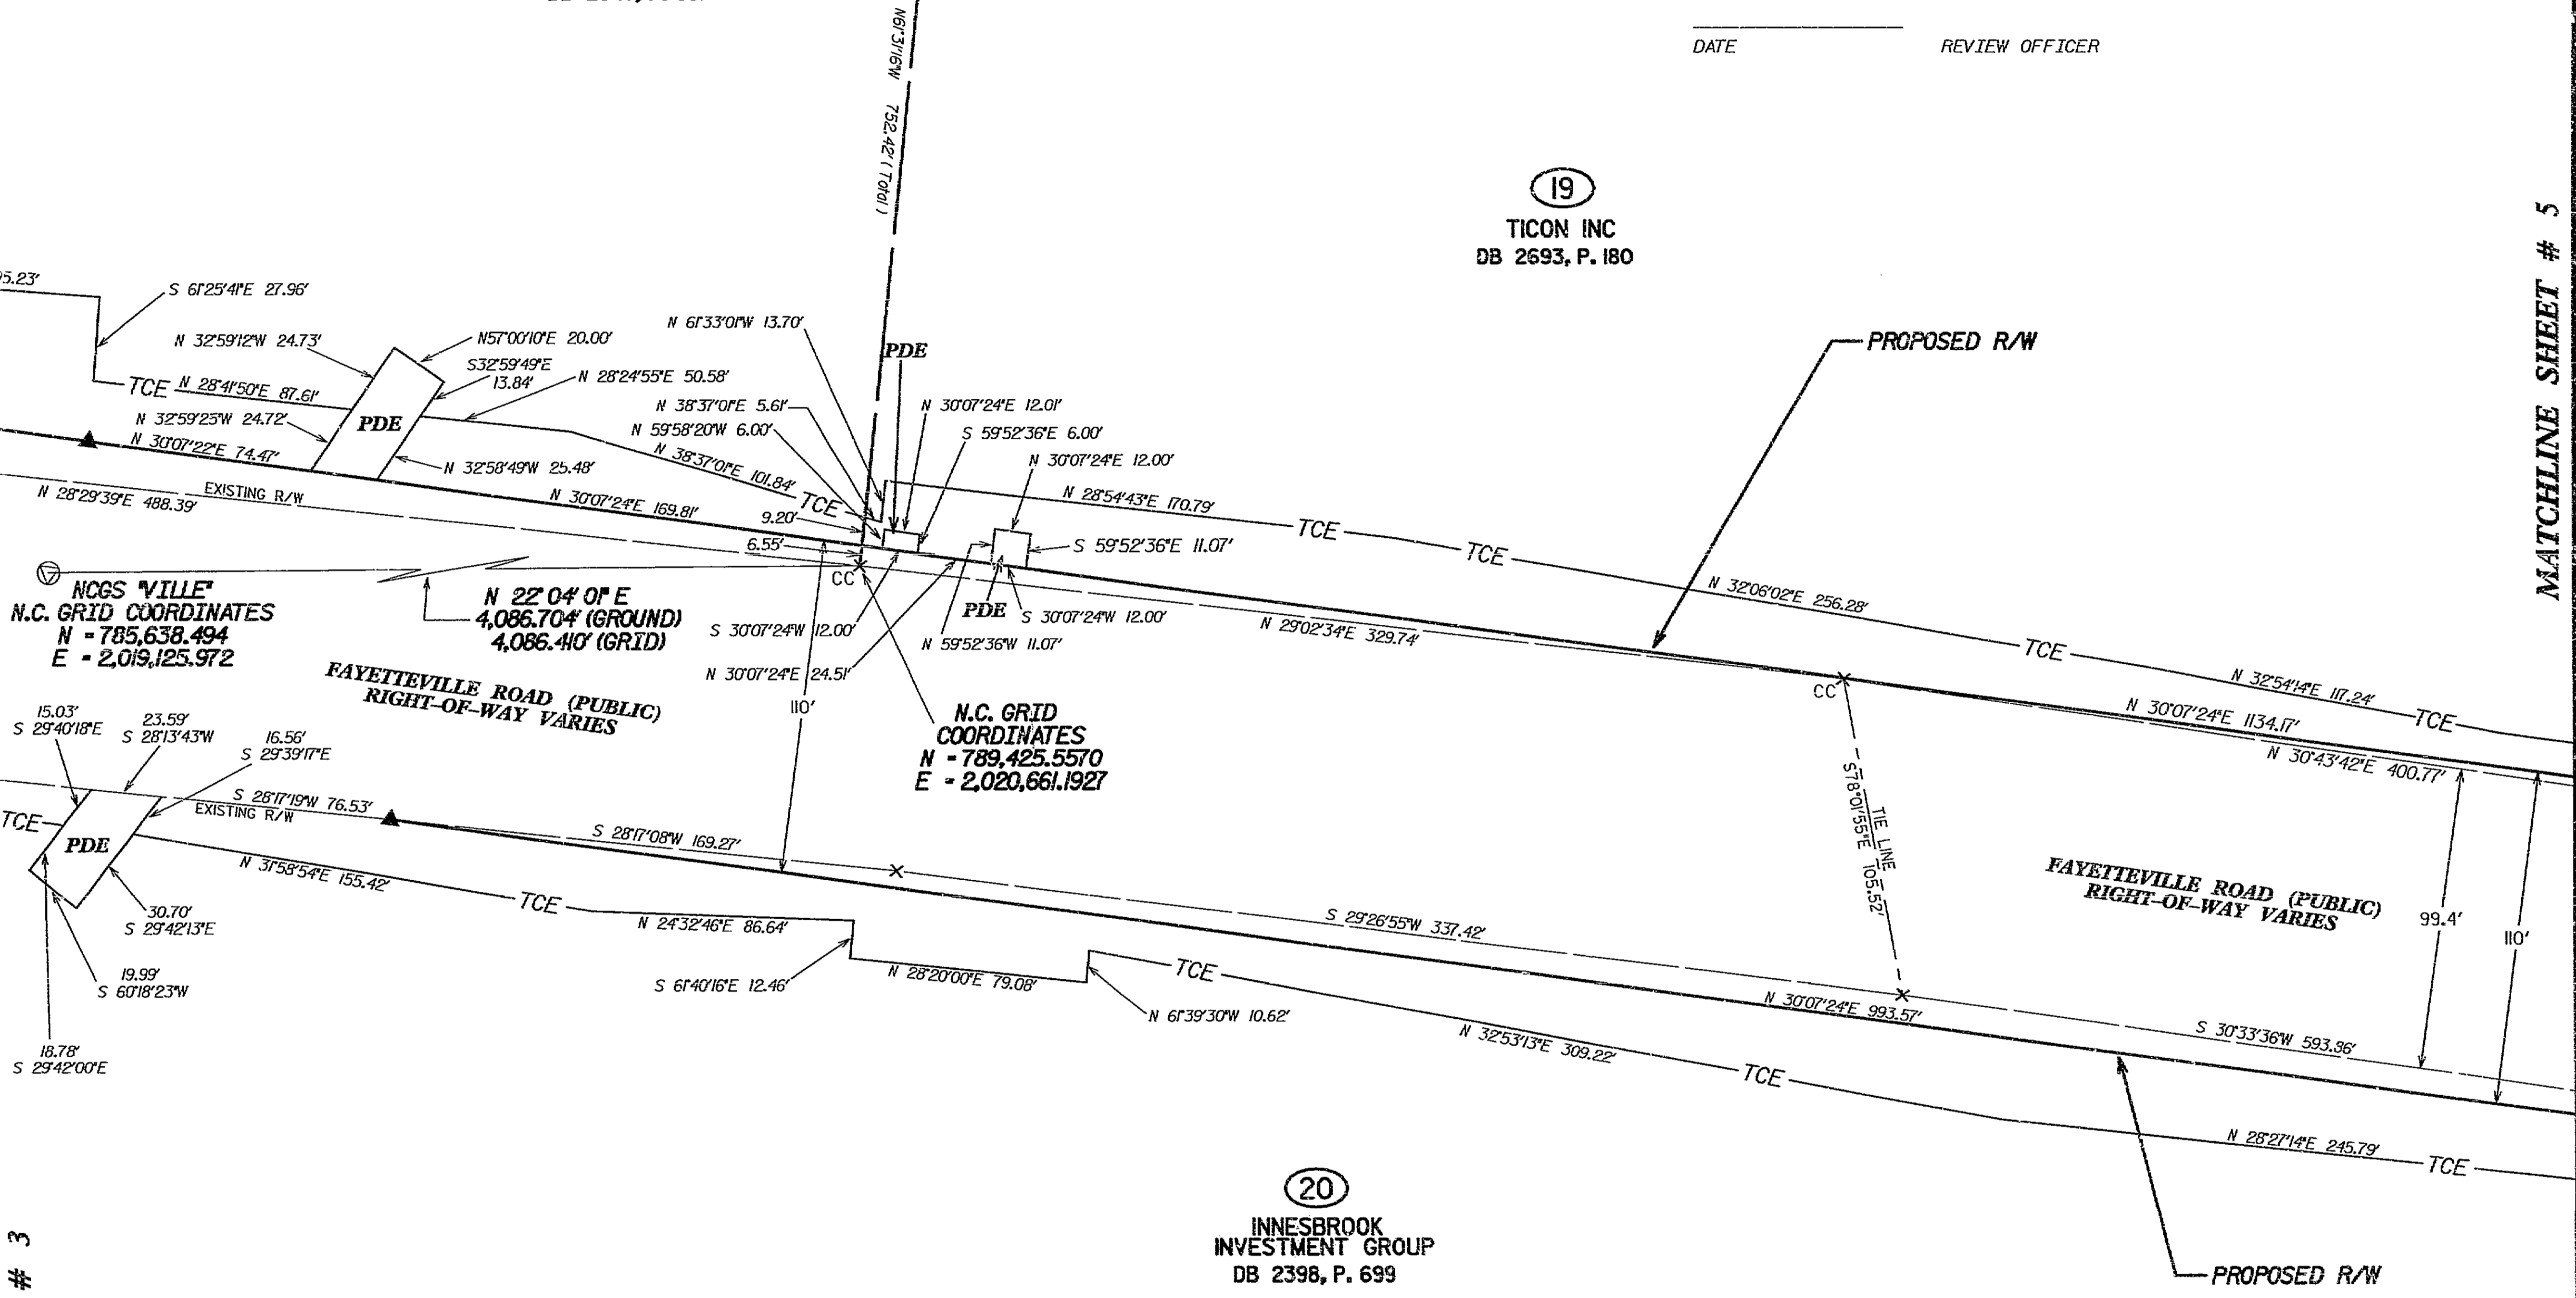 DATE
REVIEW OFFICER
N61°31'16"W 752.42' (Total)
19
TICON INC
DB 2693, P. 180
MATCHLINE SHEET # 5
PROPOSED R/W
5.23'
S 61°25'41"E 27.96'
N 32°59'12"W 24.73'
N57°00'10"E 20.00'
S32°59'49"E
13.84'
N 28°24'55"E 50.58'
N 61°33'01"W 13.70'
PDE
TCE
N 28°41'50"E 87.61'
N 32°59'23"W 24.72'
PDE
N 30°07'22"E 74.47'
N 32°58'49"W 25.48'
N 38°37'01"E 5.61'
N 59°58'20"W 6.00'
N 30°07'24"E 12.01'
S 59°52'36"E 6.00'
N 30°07'24"E 12.00'
N 38°37'01"E 101.84'
TCE
N 28°54'43"E 170.79'
TCE
TCE
N 28°29'39"E 488.39'
EXISTING R/W
N 30°07'24"E 169.81'
9.20'
6.55'
CC
S 59°52'36"E 11.07'
PDE
S 30°07'24"W 12.00'
S 30°07'24"W 12.00'
N 59°52'36"W 11.07'
N 30°07'24"E 24.51'
N 29°02'34"E 329.74'
N 32°06'02"E 256.28'
TCE
N 32°54'14"E 117.24'
TCE
NCGS "VILLE"
N.C. GRID COORDINATES
N = 785,638.494
E = 2,019,125.972
N 22° 04' 01" E
4,086.704' (GROUND)
4,086.410' (GRID)
FAYETTEVILLE ROAD (PUBLIC)
RIGHT-OF-WAY VARIES
110'
N.C. GRID
COORDINATES
N = 789,425.5570
E = 2,020,661.1927
CC
N 30°07'24"E 1134.17'
N 30°43'42"E 400.77'
TIE LINE
S78°01'55"E 105.52'
15.03'
S 29°40'18"E
23.59'
S 28°13'43"W
16.56'
S 29°39'17"E
TCE
PDE
S 28°17'19"W 76.53'
EXISTING R/W
S 28°17'08"W 169.27'
N 31°58'54"E 155.42'
TCE
30.70'
S 29°42'13"E
19.99'
S 60°18'23"W
18.78'
S 29°42'00"E
N 24°32'46"E 86.64'
S 61°40'16"E 12.46'
N 28°20'00"E 79.08'
TCE
N 61°39'30"W 10.62'
S 29°26'55"W 337.42'
FAYETTEVILLE ROAD (PUBLIC)
RIGHT-OF-WAY VARIES
99.4'
110'
N 30°07'24"E 993.57'
S 30°33'36"W 593.86'
N 32°53'13"E 309.22'
TCE
N 28°27'14"E 245.79'
TCE
20
INNESBROOK
INVESTMENT GROUP
DB 2398, P. 699
PROPOSED R/W
# 3